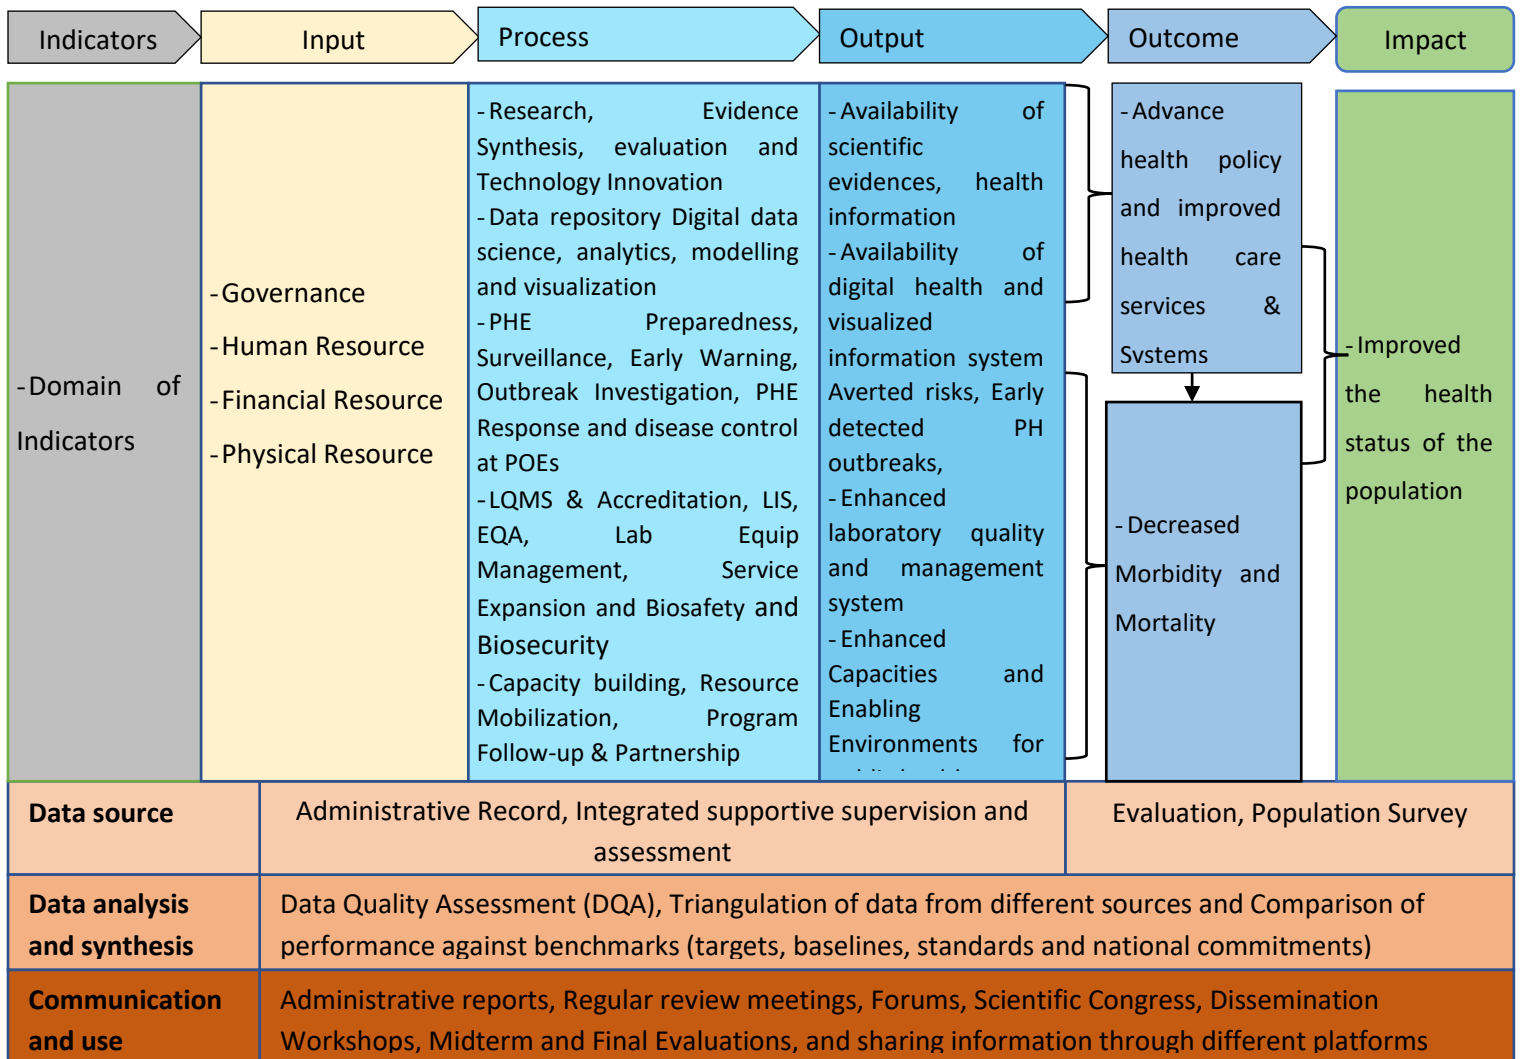 Indicators
Input
Process
Output
Outcome
Impact
-Domain of
Indicators
-Governance
-Human Resource
-Financial Resource
-Physical Resource
-Research, Evidence
Synthesis, evaluation and
Technology Innovation
-Data repository Digital data
science, analytics, modelling
and visualization
-PHE Preparedness,
Surveillance, Early Warning,
Outbreak Investigation, PHE
Response and disease control
at POEs
-LQMS & Accreditation, LIS,
EQA, Lab Equip
Management, Service
Expansion and Biosafety and
Biosecurity
-Capacity building, Resource
Mobilization, Program
Follow-up & Partnership
-Availability of
scientific
evidences, health
information
-Availability of
digital health and
visualized
information system
Averted risks, Early
detected PH
outbreaks,
-Enhanced
laboratory quality
and management
system
-Enhanced
Capacities and
Enabling
Environments for
-Advance
health policy
and improved
health care
services &
Systems
-Decreased
Morbidity and
Mortality
-Improved
the health
status of the
population
Data source
Administrative Record, Integrated supportive supervision and
assessment
Evaluation, Population Survey
Data analysis
and synthesis
Data Quality Assessment (DQA), Triangulation of data from different sources and Comparison of
performance against benchmarks (targets, baselines, standards and national commitments)
Communication
and use
Administrative reports, Regular review meetings, Forums, Scientific Congress, Dissemination
Workshops, Midterm and Final Evaluations, and sharing information through different platforms